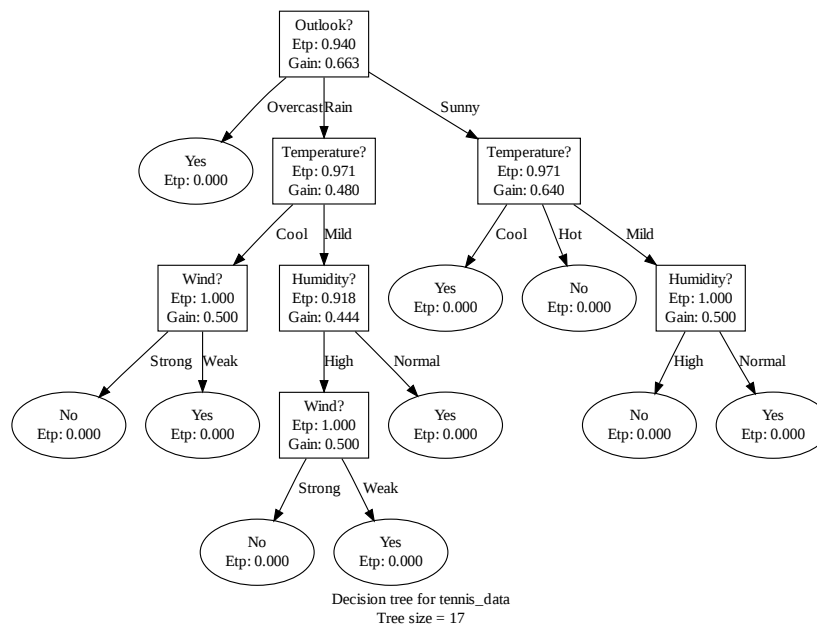 Outlook?
Etp: 0.940
Gain: 0.663
Overcast
Rain
Sunny
Yes
Etp: 0.000
Temperature?
Etp: 0.971
Gain: 0.480
Temperature?
Etp: 0.971
Gain: 0.640
Cool
Mild
Cool
Hot
Mild
Wind?
Etp: 1.000
Gain: 0.500
Humidity?
Etp: 0.918
Gain: 0.444
Yes
Etp: 0.000
No
Etp: 0.000
Humidity?
Etp: 1.000
Gain: 0.500
Strong
Weak
High
Normal
High
Normal
No
Etp: 0.000
Yes
Etp: 0.000
Wind?
Etp: 1.000
Gain: 0.500
Yes
Etp: 0.000
No
Etp: 0.000
Yes
Etp: 0.000
Strong
Weak
No
Etp: 0.000
Yes
Etp: 0.000
Decision tree for tennis_data
Tree size = 17